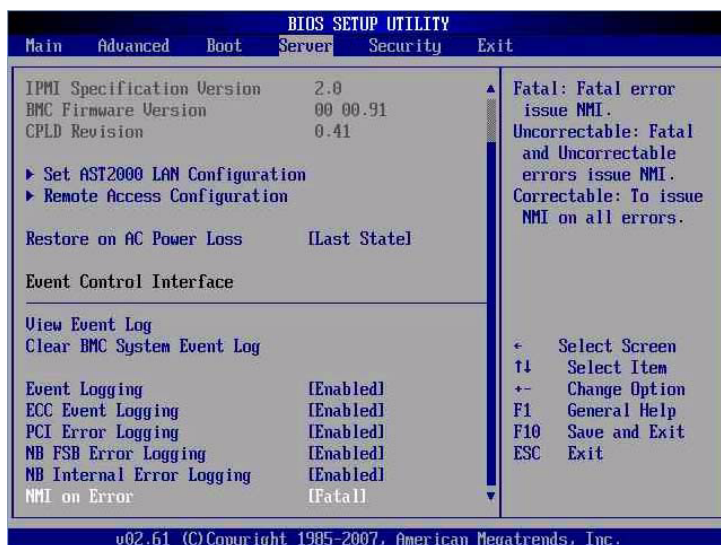 BIOS SETUP UTILITY
Main Advanced Boot Server Security Exit
IPMI Specification Version 2.0
BMC Firmware Version 00 00.91
CPLD Revision 0.41
▶ Set AST2000 LAN Configuration
▶ Remote Access Configuration
Restore on AC Power Loss [Last State]
Event Control Interface
View Event Log
Clear BMC System Event Log
Event Logging [Enabled]
ECC Event Logging [Enabled]
PCI Error Logging [Enabled]
NB FSB Error Logging [Enabled]
NB Internal Error Logging [Enabled]
NMI on Error [Fatal]
Fatal: Fatal error
issue NMI.
Uncorrectable: Fatal
and Uncorrectable
errors issue NMI.
Correctable: To issue
NMI on all errors.
← Select Screen
↑↓ Select Item
+- Change Option
F1 General Help
F10 Save and Exit
ESC Exit
v02.61 (C)Copyright 1985-2007, American Megatrends, Inc.